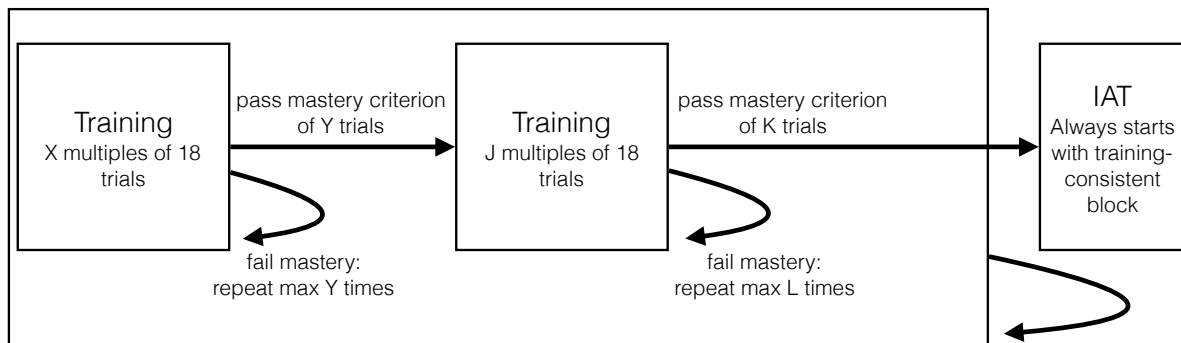 Training
X multiples of 18
trials
pass mastery criterion
of Y trials
fail mastery:
repeat max Y times
Training
J multiples of 18
trials
pass mastery criterion
of K trials
fail mastery:
repeat max L times
IAT
Always starts
with training-
consistent
block